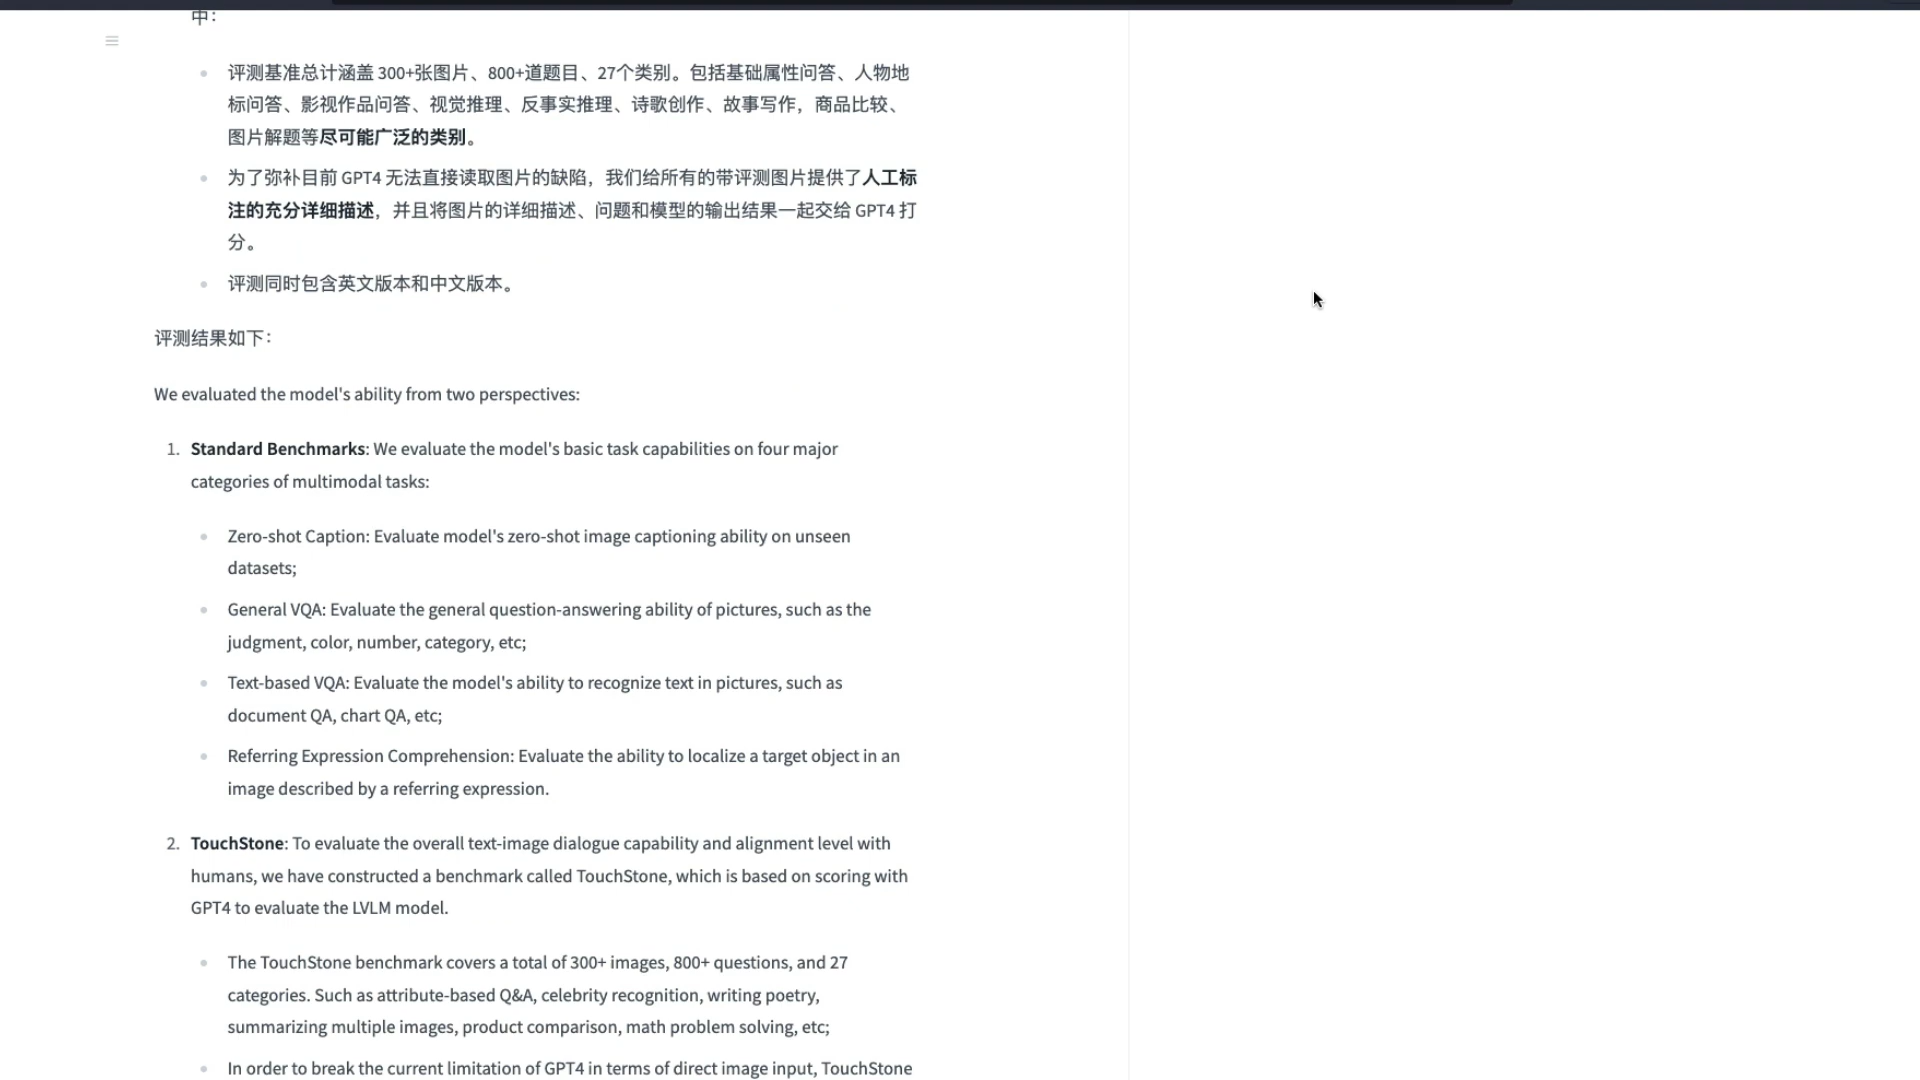 中：
评测基准总计涵盖 300+张图片、800+道题目、27个类别。包括基础属性问答、人物地
标问答、影视作品问答、视觉推理、反事实推理、诗歌创作、故事写作，商品比较、
图片解题等尽可能广泛的类别。
为了弥补目前 GPT4 无法直接读取图片的缺陷，我们给所有的带评测图片提供了人工标
注的充分详细描述，并且将图片的详细描述、问题和模型的输出结果一起交给 GPT4 打
分。
评测同时包含英文版本和中文版本。
评测结果如下：
We evaluated the model's ability from two perspectives:
1. Standard Benchmarks: We evaluate the model's basic task capabilities on four major
categories of multimodal tasks:
Zero-shot Caption: Evaluate model's zero-shot image captioning ability on unseen
datasets;
General VQA: Evaluate the general question-answering ability of pictures, such as the
judgment, color, number, category, etc;
Text-based VQA: Evaluate the model's ability to recognize text in pictures, such as
document QA, chart QA, etc;
Referring Expression Comprehension: Evaluate the ability to localize a target object in an
image described by a referring expression.
2. TouchStone: To evaluate the overall text-image dialogue capability and alignment level with
humans, we have constructed a benchmark called TouchStone, which is based on scoring with
GPT4 to evaluate the LVLM model.
The TouchStone benchmark covers a total of 300+ images, 800+ questions, and 27
categories. Such as attribute-based Q&A, celebrity recognition, writing poetry,
summarizing multiple images, product comparison, math problem solving, etc;
In order to break the current limitation of GPT4 in terms of direct image input, TouchStone